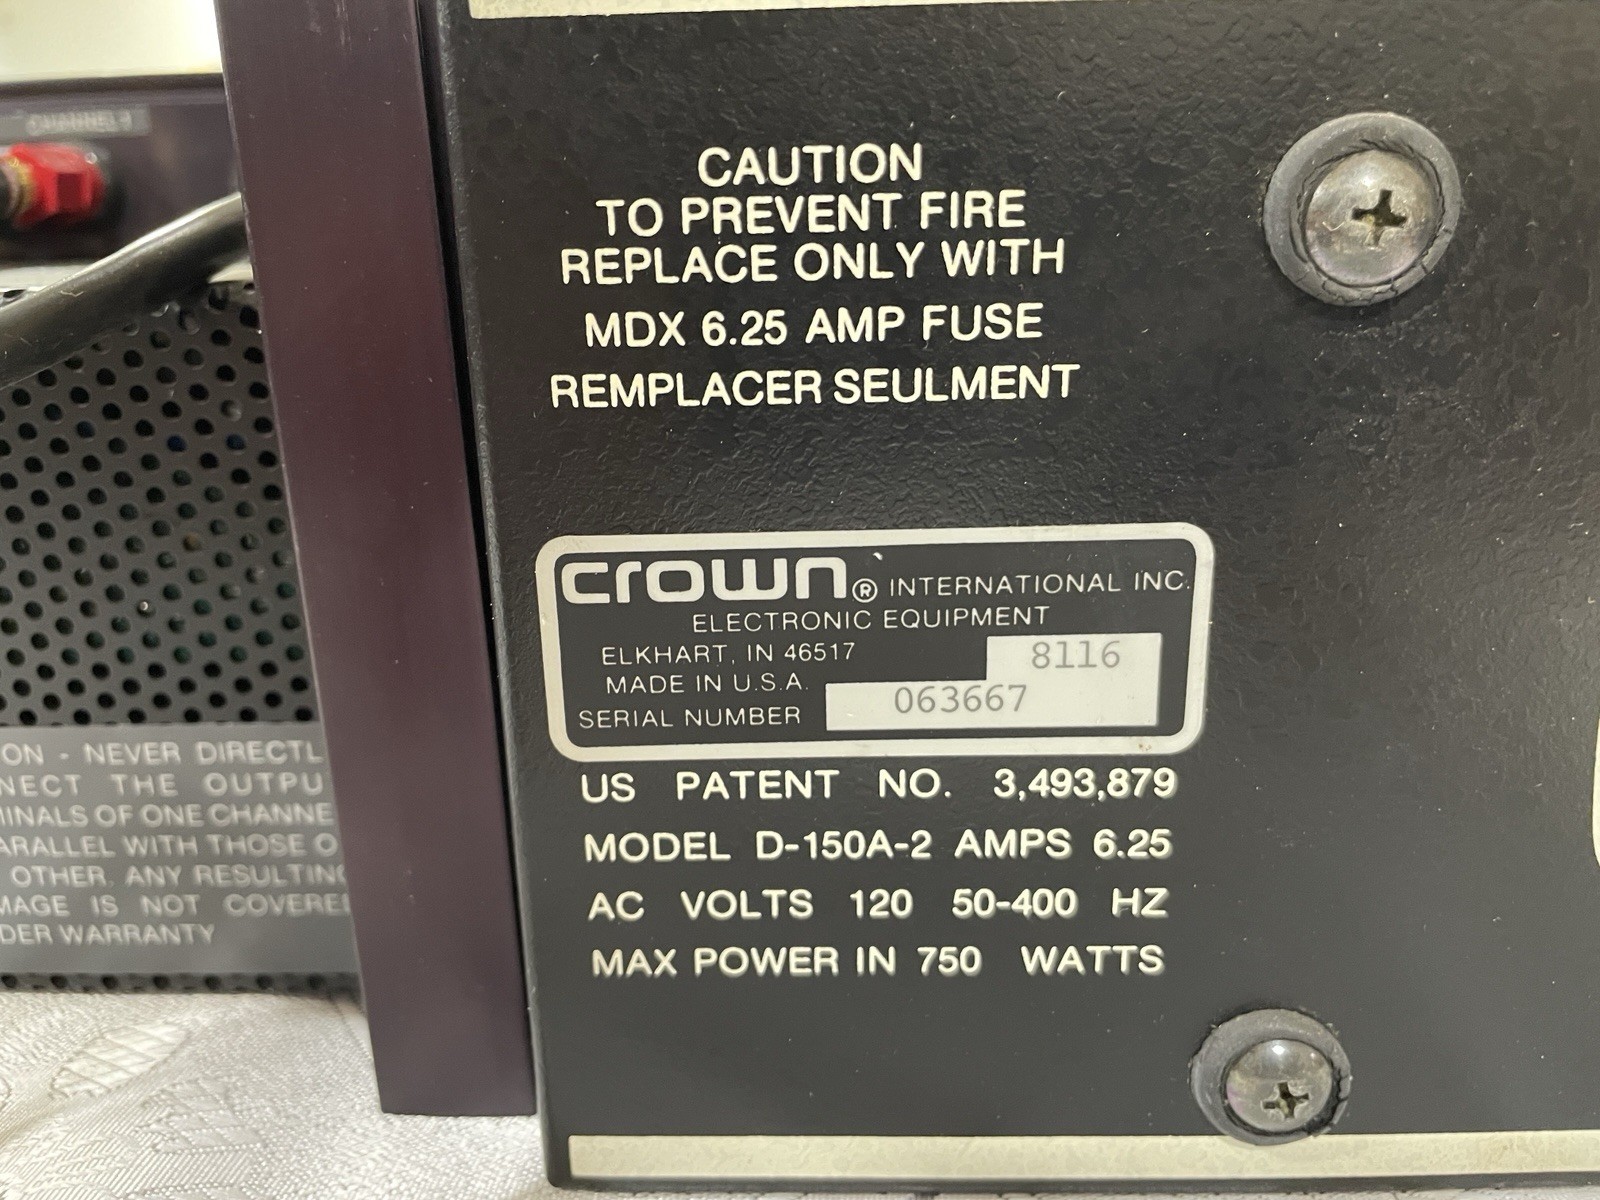 CHANNEL 1
CAUTION
TO PREVENT FIRE
REPLACE ONLY WITH
MDX 6.25 AMP FUSE
REMPLACER SEULMENT
crown® INTERNATIONAL INC.
ELECTRONIC EQUIPMENT
ELKHART, IN 46517
8116
MADE IN U.S.A.
SERIAL NUMBER 063667
US PATENT NO. 3,493,879
MODEL D-150A-2 AMPS 6.25
AC VOLTS 120 50-400 HZ
MAX POWER IN 750 WATTS
ON - NEVER DIRECTL
NECT THE OUTPU
INALS OF ONE CHANNE
ARALLEL WITH THOSE O
OTHER. ANY RESULTING
MAGE IS NOT COVERED
DER WARRANTY